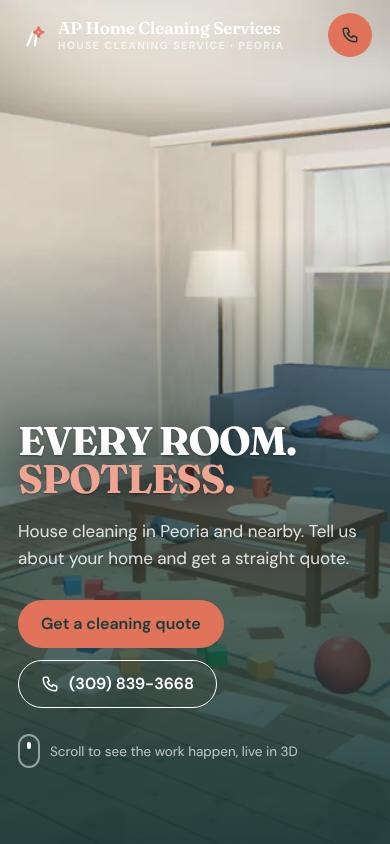 AP Home Cleaning Services
HOUSE CLEANING SERVICE · PEORIA
EVERY ROOM.
SPOTLESS.
House cleaning in Peoria and nearby. Tell us
about your home and get a straight quote.
Get a cleaning quote
(309) 839-3668
Scroll to see the work happen, live in 3D